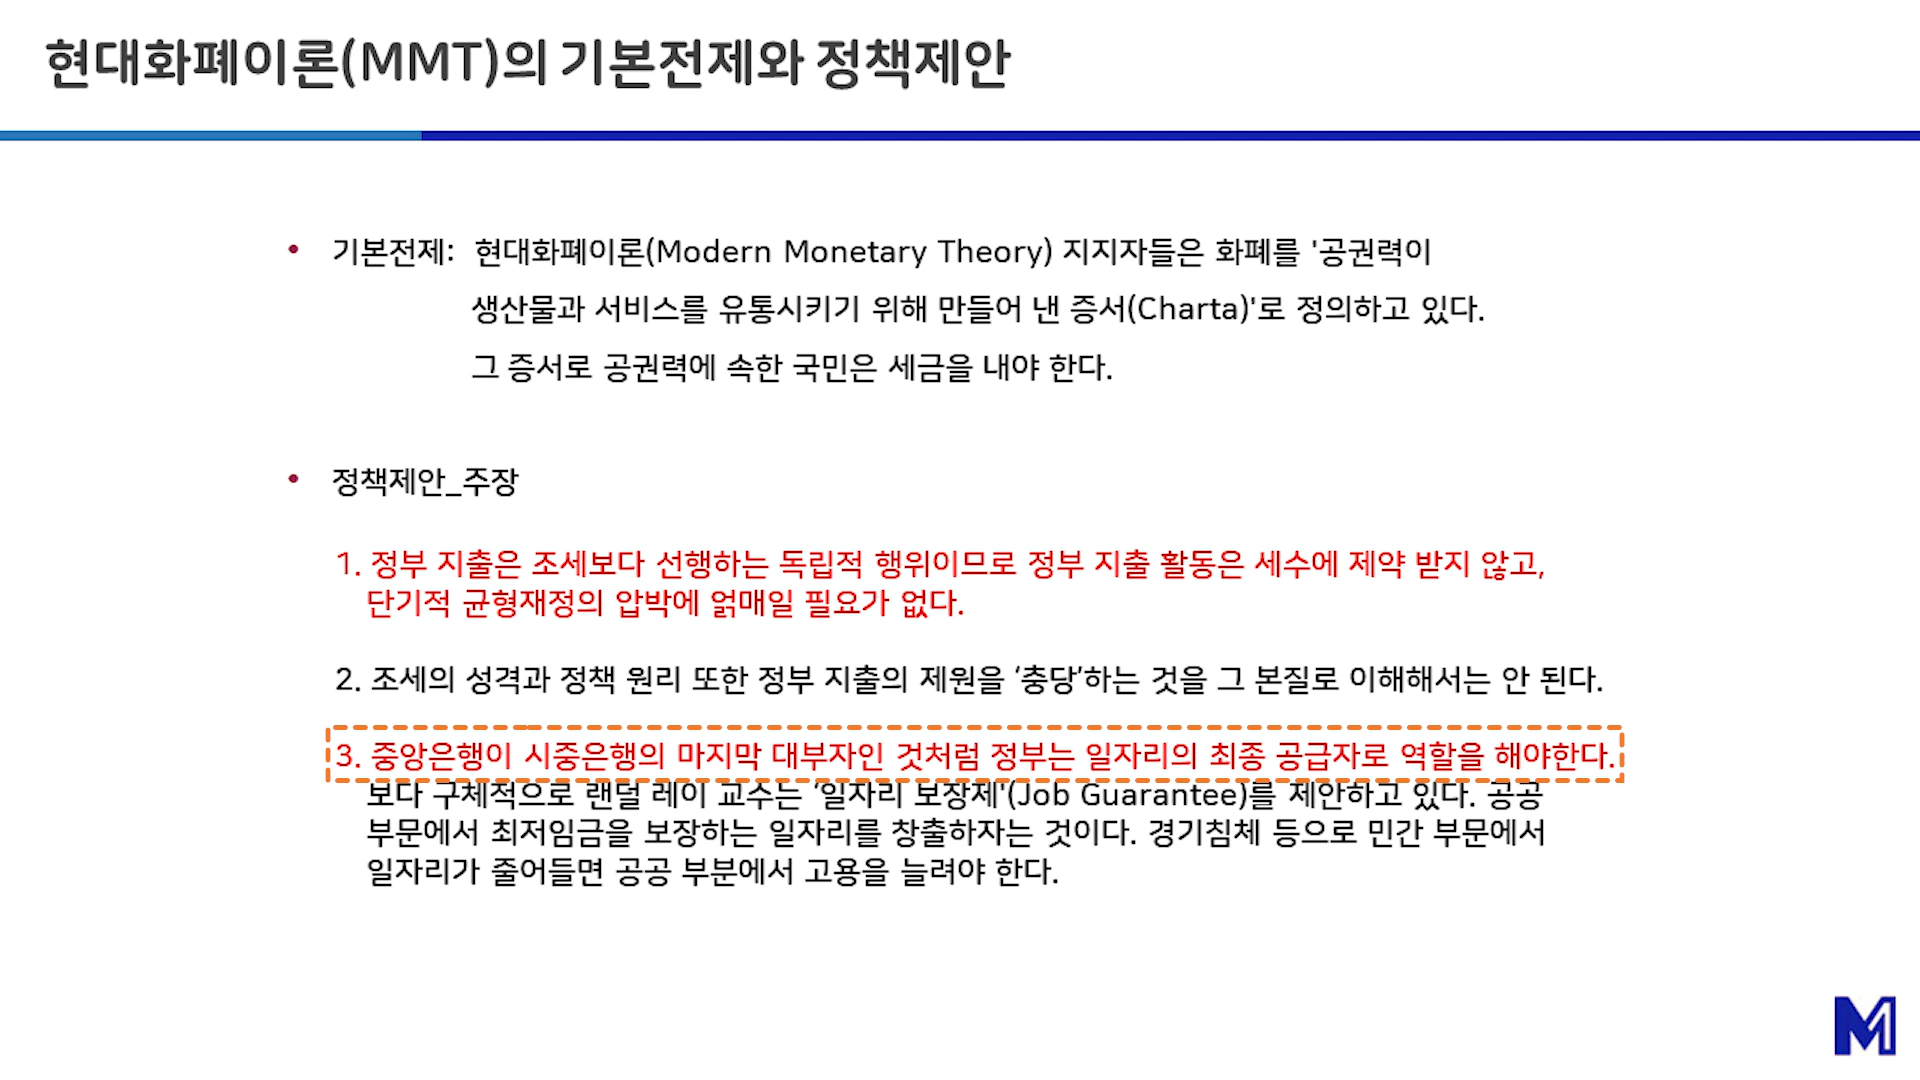 현대화폐이론(MMT)의 기본전제와 정책제안
• 기본전제: 현대화폐이론(Modern Monetary Theory) 지지자들은 화폐를 '공권력이
생산물과 서비스를 유통시키기 위해 만들어 낸 증서(Charta)'로 정의하고 있다.
그 증서로 공권력에 속한 국민은 세금을 내야 한다.
• 정책제안_주장
1. 정부 지출은 조세보다 선행하는 독립적 행위이므로 정부 지출 활동은 세수에 제약 받지 않고,
단기적 균형재정의 압박에 얽매일 필요가 없다.
2. 조세의 성격과 정책 원리 또한 정부 지출의 제원을 ‘충당’하는 것을 그 본질로 이해해서는 안 된다.
3. 중앙은행이 시중은행의 마지막 대부자인 것처럼 정부는 일자리의 최종 공급자로 역할을 해야한다.
보다 구체적으로 랜덜 레이 교수는 ‘일자리 보장제'(Job Guarantee)를 제안하고 있다. 공공
부문에서 최저임금을 보장하는 일자리를 창출하자는 것이다. 경기침체 등으로 민간 부문에서
일자리가 줄어들면 공공 부분에서 고용을 늘려야 한다.
M